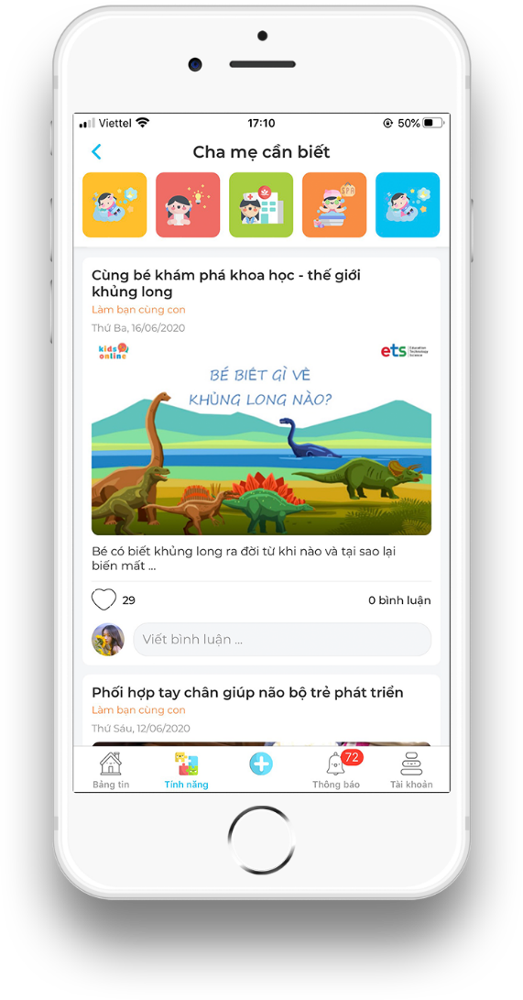 Viettel 17:10 50%
Cha mẹ cần biết
SPA
Cùng bé khám phá khoa học - thế giới
khủng long
Làm bạn cùng con
Thứ Ba, 16/06/2020
kids
online
ets Education
Technology
Science
BÉ BIẾT GÌ VỀ
KHỦNG LONG NÀO?
Bé có biết khủng long ra đời từ khi nào và tại sao lại
biến mất ...
29 0 bình luận
Viết bình luận ...
Phối hợp tay chân giúp não bộ trẻ phát triển
Làm bạn cùng con
Thứ Sáu, 12/06/2020
72
Bảng tin Tính năng Thông báo Tài khoản